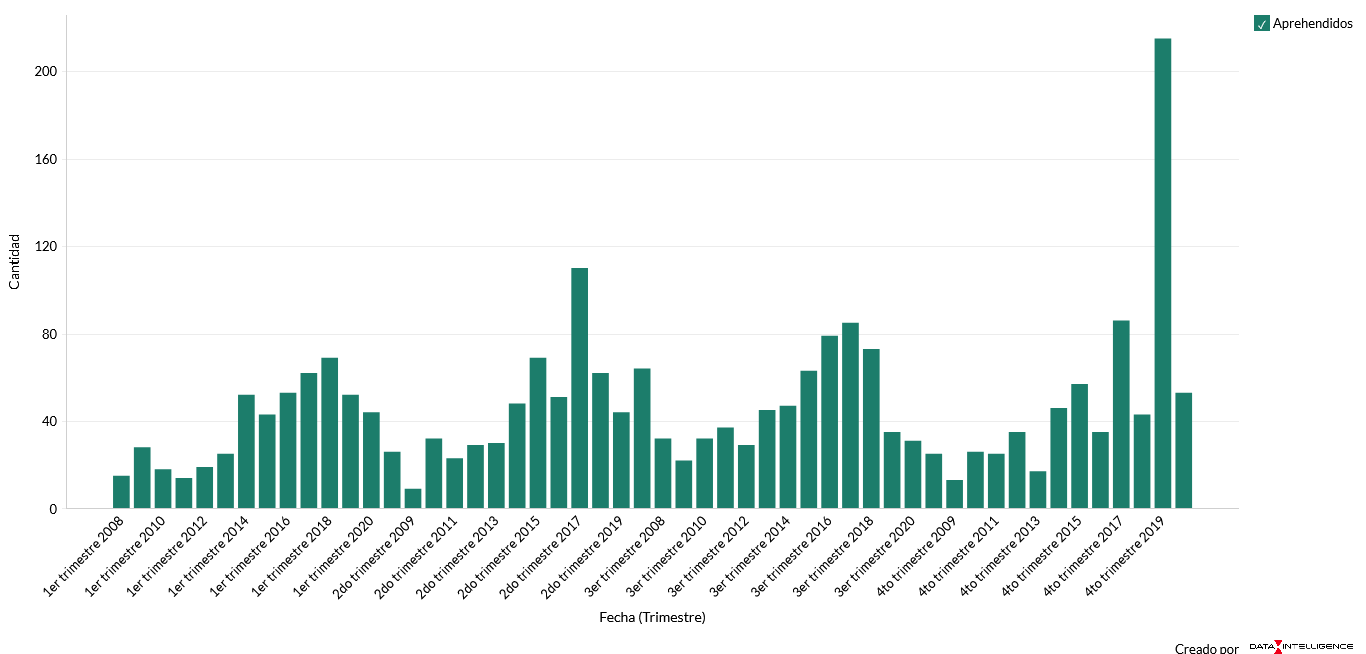 Aprehendidos
200
160
120
80
40
0
Cantidad
1er trimestre 2008
1er trimestre 2010
1er trimestre 2012
1er trimestre 2014
1er trimestre 2016
1er trimestre 2018
1er trimestre 2020
2do trimestre 2009
2do trimestre 2011
2do trimestre 2013
2do trimestre 2015
2do trimestre 2017
2do trimestre 2019
3er trimestre 2008
3er trimestre 2010
3er trimestre 2012
3er trimestre 2014
3er trimestre 2016
3er trimestre 2018
3er trimestre 2020
4to trimestre 2009
4to trimestre 2011
4to trimestre 2013
4to trimestre 2015
4to trimestre 2017
4to trimestre 2019
Fecha (Trimestre)
Creado por DATA INTELLIGENCE